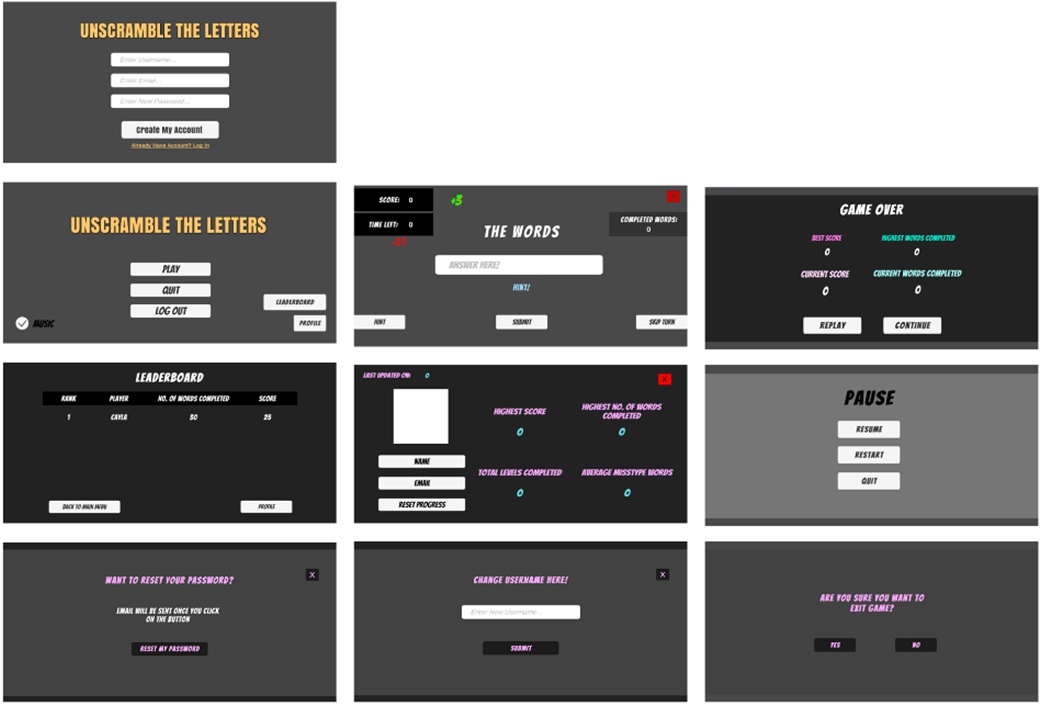 UNSCRAMBLE THE LETTERS
Enter Username...
Enter Email...
Enter New Password...
Create My Account
Already Have Account? Log In
UNSCRAMBLE THE LETTERS
PLAY
QUIT
LOG OUT
LEADERBOARD
MUSIC
PROFILE
SCORE: 0
+3
X
TIME LEFT: 0
COMPLETED WORDS:
0
THE WORDS
ANSWER HERE!
HINT!
HINT
SUBMIT
SKIP TURN
GAME OVER
BEST SCORE HIGHEST WORDS COMPLETED
0 0
CURRENT SCORE CURRENT WORDS COMPLETED
0 0
REPLAY CONTINUE
LEADERBOARD
RANK PLAYER NO. OF WORDS COMPLETED SCORE
1 CAYLA 30 25
BACK TO MAIN MENU PROFILE
LAST UPDATED ON: 0
X
HIGHEST SCORE
0
HIGHEST NO. OF WORDS
COMPLETED
0
NAME
EMAIL
RESET PROGRESS
TOTAL LEVELS COMPLETED
0
AVERAGE MISSTYPE WORDS
0
PAUSE
RESUME
RESTART
QUIT
WANT TO RESET YOUR PASSWORD?
X
EMAIL WILL BE SENT ONCE YOU CLICK
ON THE BUTTON
RESET MY PASSWORD
CHANGE USERNAME HERE!
X
Enter New Username...
SUBMIT
ARE YOU SURE YOU WANT TO
EXIT GAME?
YES NO